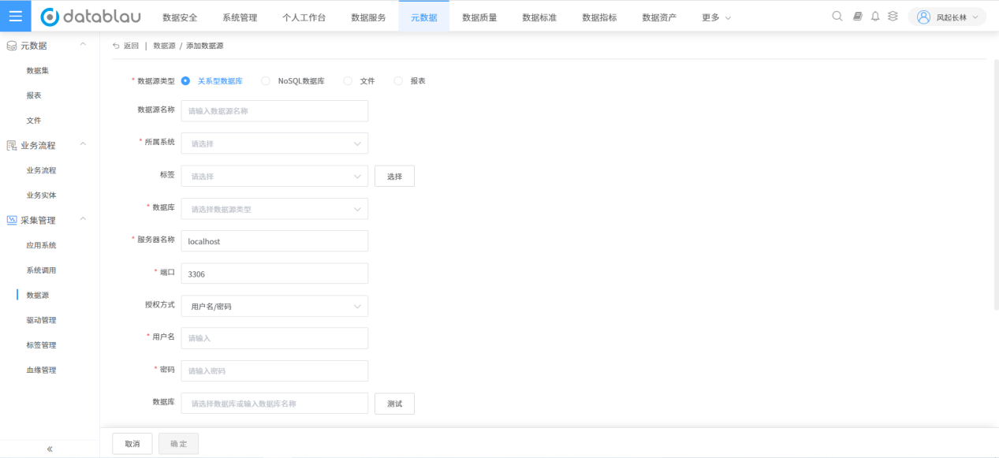 datablau 数据安全 系统管理 个人工作台 数据服务 元数据 数据质量 数据标准 数据指标 数据资产 更多 风起长林
元数据
数据集
报表
文件
业务流程
业务流程
业务实体
采集管理
应用系统
系统调用
数据源
驱动管理
标签管理
血缘管理
«
返回 | 数据源 / 添加数据源
* 数据源类型 关系型数据库 NoSQL数据库 文件 报表
数据源名称 请输入数据源名称
* 所属系统 请选择
标签 请选择 选择
* 数据库 请选择数据源类型
* 服务器名称 localhost
* 端口 3306
授权方式 用户名/密码
* 用户名 请输入
* 密码 请输入密码
数据库 请选择数据库或输入数据库名称 测试
取消 确定